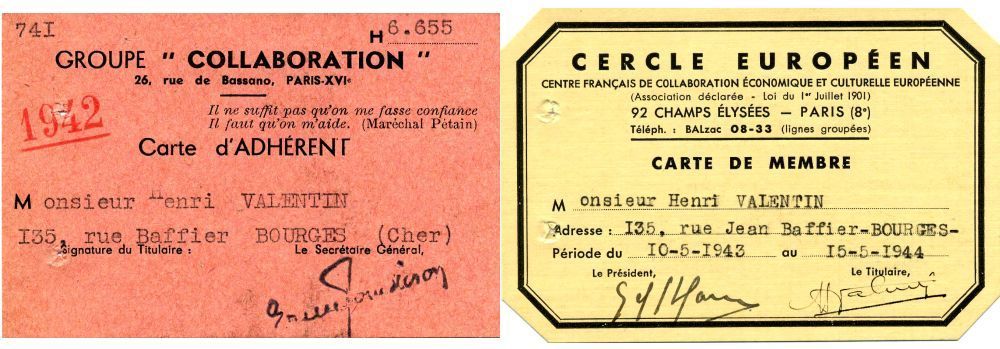 74I
H 6.655
GROUPE " COLLABORATION "
26, rue de Bassano, PARIS-XVIe
1942
Il ne suffit pas qu'on me fasse confiance
Il faut qu'on m'aide. (Maréchal Pétain)
Carte d'ADHÉRENT
Monsieur Henri VALENTIN
I35, rue Baffier BOURGES (Cher)
Signature du Titulaire : Le Secrétaire Général,
CERCLE EUROPÉEN
CENTRE FRANÇAIS DE COLLABORATION ÉCONOMIQUE ET CULTURELLE EUROPÉENNE
(Association déclarée - Loi du 1er Juillet 1901)
92 CHAMPS ÉLYSÉES — PARIS (8e)
Téléph. : BALzac 08-33 (lignes groupées)
CARTE DE MEMBRE
Monsieur Henri VALENTIN
Adresse : I35, rue Jean Baffier-BOURGES-
Période du I0-5-I943 au I5-5-I944
Le Président, Le Titulaire,